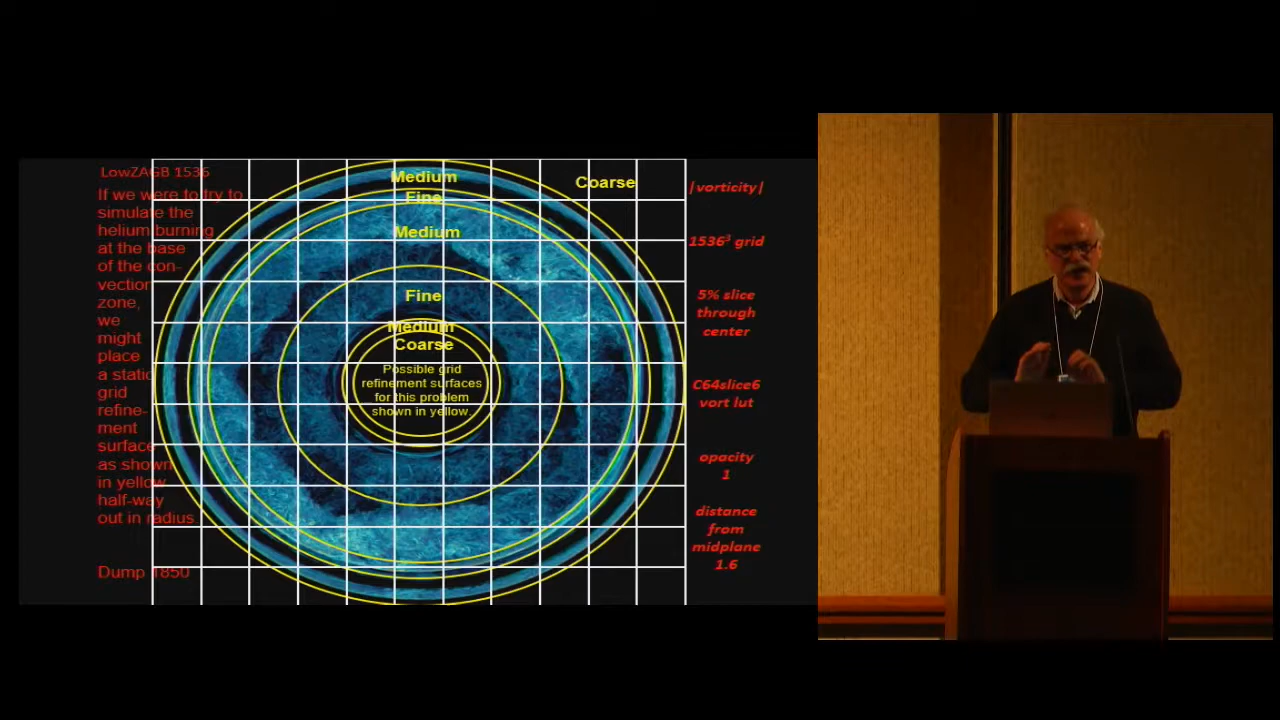 LowZAGB 1536
If we were to try to
simulate the
helium burning
at the base
of the con-
vection
zone,
we
might
place
a static
grid
refine-
ment
surface
as shown
in yellow
half-way
out in radius
Dump 1850
Medium
Fine
Medium
Fine
Medium
Coarse
Possible grid
refinement surfaces
for this problem
shown in yellow.
Coarse
|vorticity|
1536³ grid
5% slice
through
center
C64slice6
vort lut
opacity
1
distance
from
midplane
1.6